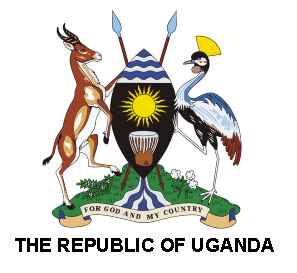 FOR GOD AND MY COUNTRY
THE REPUBLIC OF UGANDA